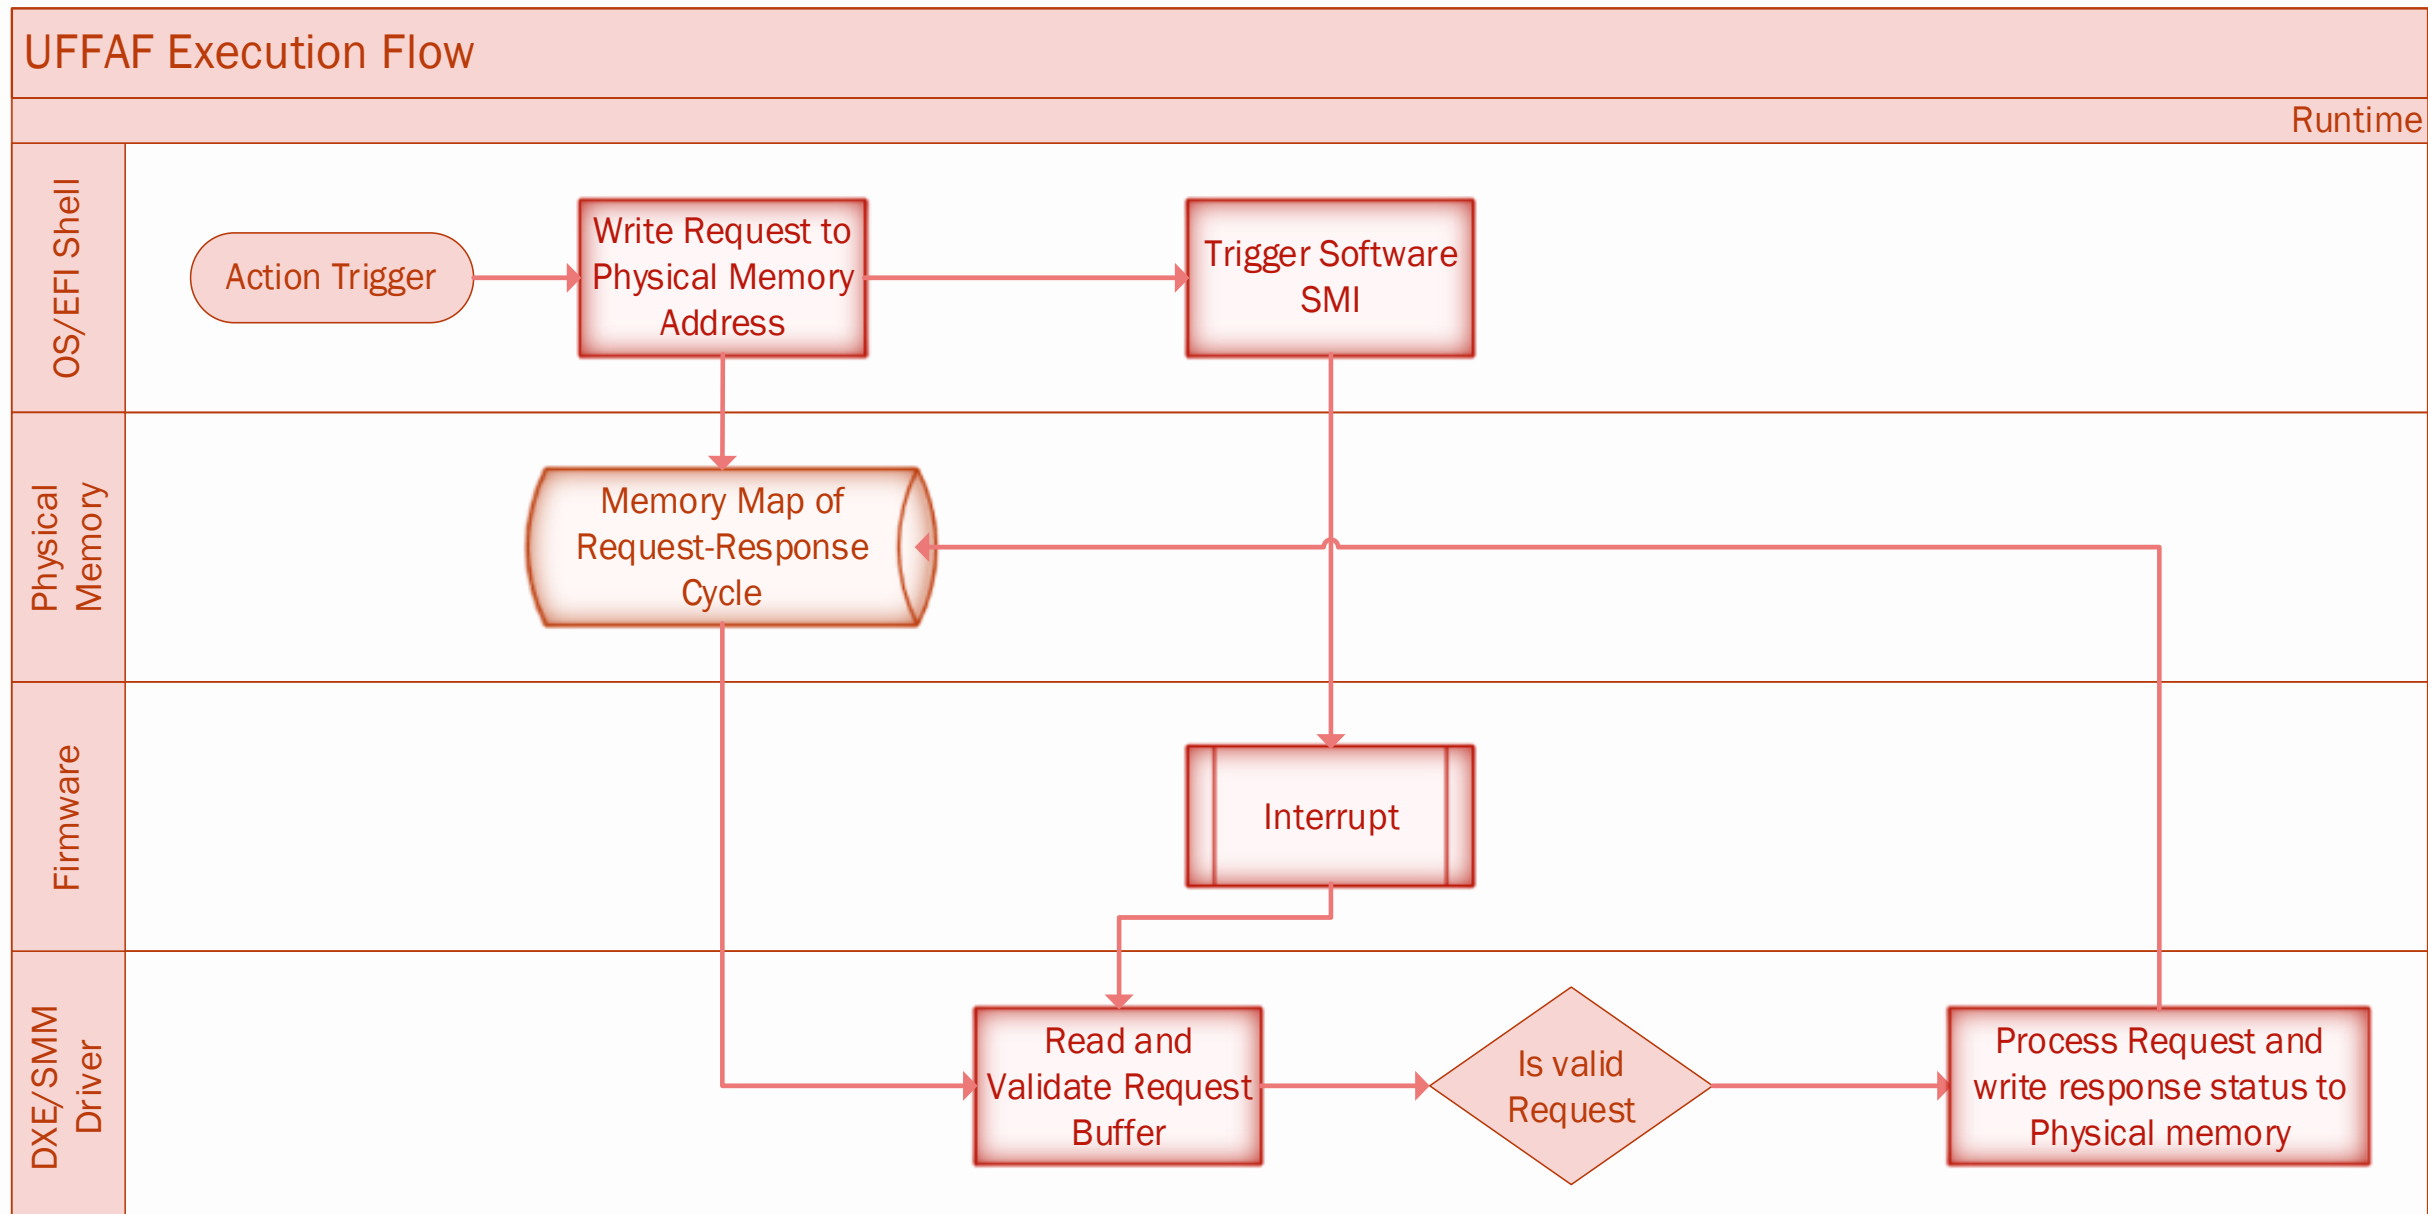 UFFAF Execution Flow
Runtime
OS/EFI Shell
Action Trigger
Write Request to
Physical Memory
Address
Trigger Software
SMI
Physical
Memory
Memory Map of
Request-Response
Cycle
Firmware
Interrupt
DXE/SMM
Driver
Read and
Validate Request
Buffer
Is valid
Request
Process Request and
write response status to
Physical memory